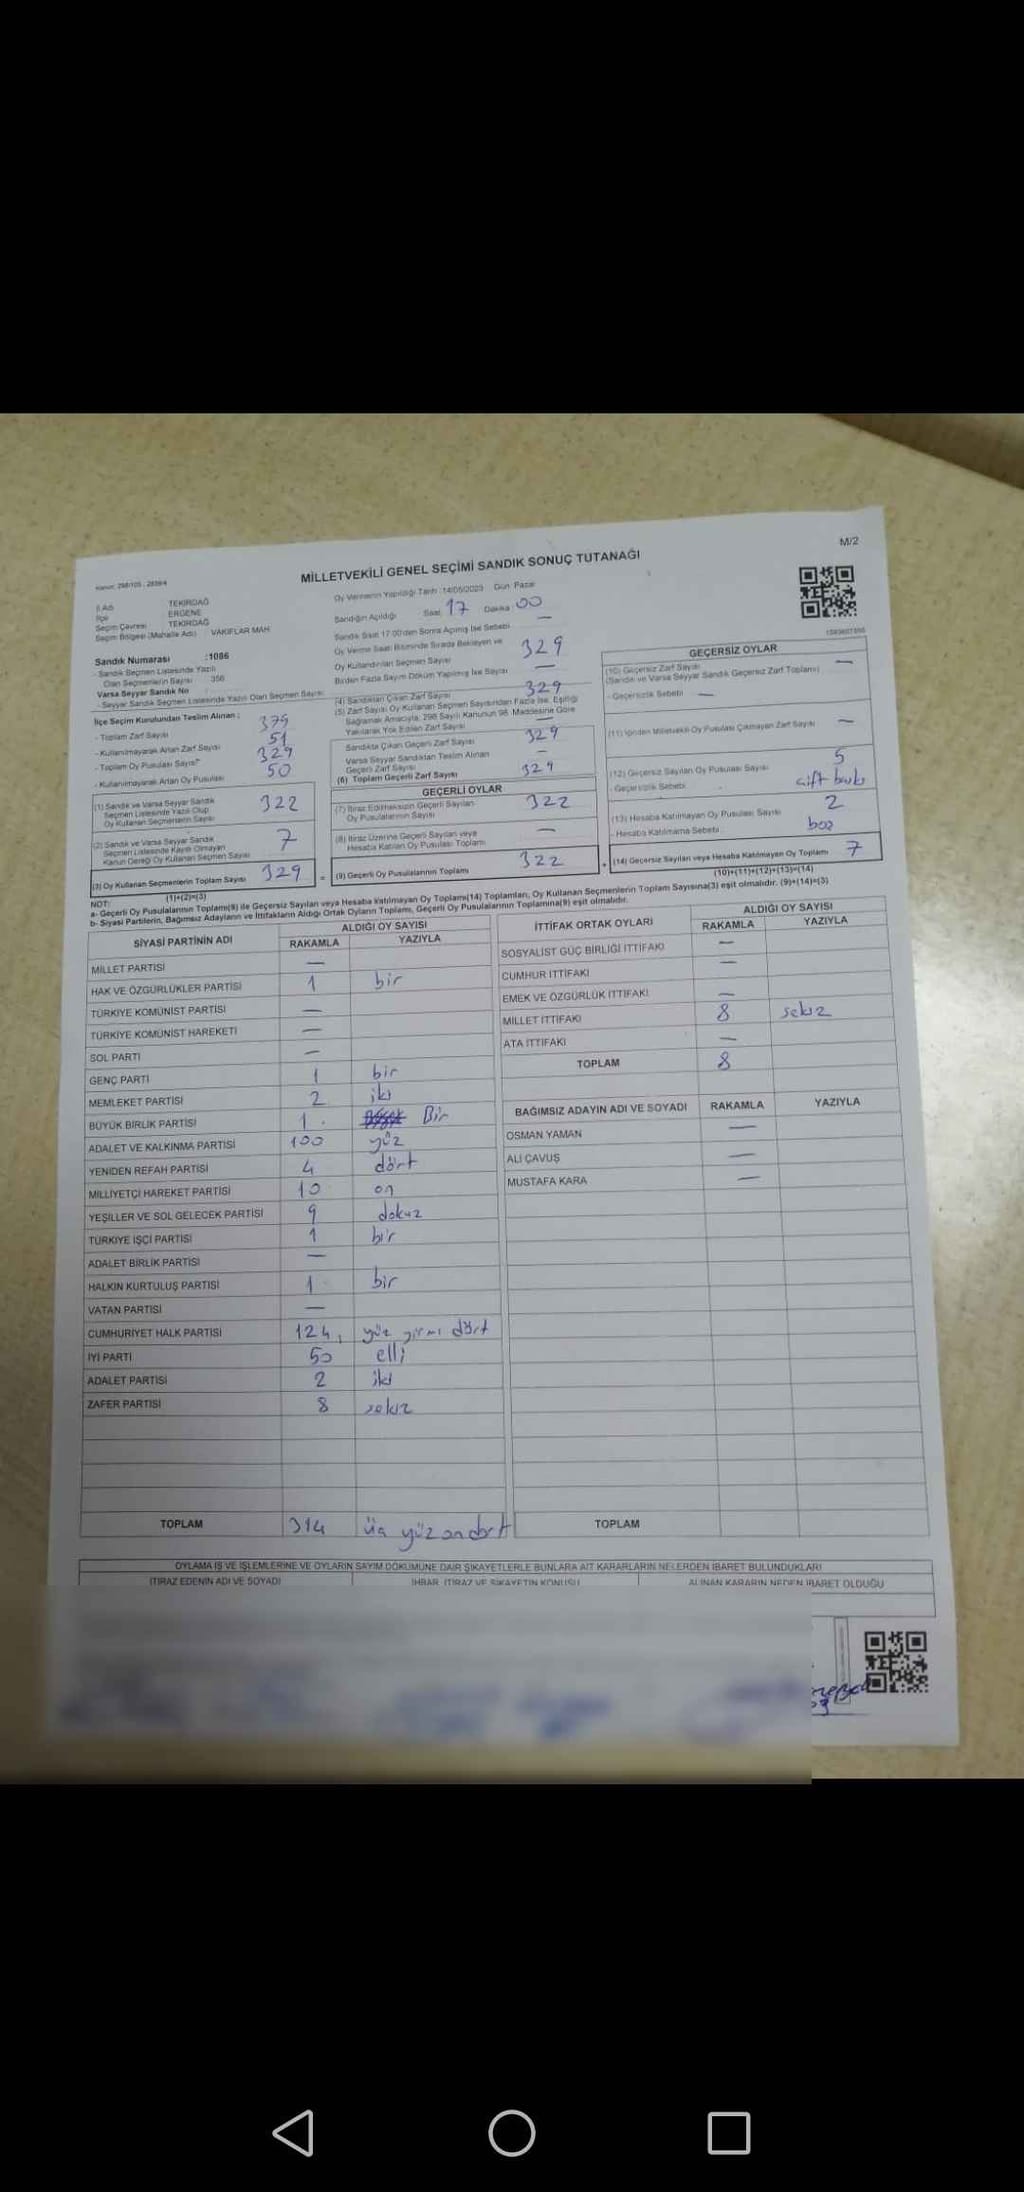 M/2
MİLLETVEKİLİ GENEL SEÇİMİ SANDIK SONUÇ TUTANAĞI
İl Adı TEKİRDAĞ
İlçe ERGENE
Seçim Çevresi TEKİRDAĞ
Seçim Bölgesi (Mahalle Adı) VAKIFLAR MAH
Oy Vermenin Yapıldığı Tarih :14/05/2023 Gün Pazar
Sandığın Açıldığı Saat 17 Dakika 00
Sandık Saat 17:00'den Sonra Açılmış İse Sebebi —
Oy Verme Saati Bitiminde Sırada Bekleyen ve
Oy Kullandırılan Seçmen Sayısı 329
Birden Fazla Sayım Döküm Yapılmış İse Sayısı —
Sandık Numarası :1086
- Sandık Seçmen Listesinde Yazılı
Olan Seçmenlerin Sayısı 356
Varsa Seyyar Sandık No
- Seyyar Sandık Seçmen Listesinde Yazılı Olan Seçmen Sayısı
İlçe Seçim Kurulundan Teslim Alınan :
- Toplam Zarf Sayısı 379
- Kullanılmayarak Artan Zarf Sayısı 51
- Toplam Oy Pusulası Sayısı 329
- Kullanılmayarak Artan Oy Pusulası 50
(1) Sandık ve Varsa Seyyar Sandık
Seçmen Listesinde Yazılı Olup
Oy Kullanan Seçmenlerin Sayısı 322
(2) Sandık ve Varsa Seyyar Sandık
Seçmen Listesinde Kayıtlı Olmayan
Kanun Gereği Oy Kullanan Seçmen Sayısı 7
(3) Oy Kullanan Seçmenlerin Toplam Sayısı 329 =
(1)+(2)=(3)
(4) Sandıktan Çıkan Zarf Sayısı 329
(5) Zarf Sayısı Oy Kullanan Seçmen Sayısından Fazla İse, Eşitliği
Sağlamak Amacıyla, 298 Sayılı Kanunun 98. Maddesine Göre
Yakılarak Yok Edilen Zarf Sayısı —
Sandıkta Çıkan Geçerli Zarf Sayısı 329
Varsa Seyyar Sandıktan Teslim Alınan
Geçerli Zarf Sayısı —
(6) Toplam Geçerli Zarf Sayısı 329
GEÇERLİ OYLAR
(7) İtiraz Edilmeksizin Geçerli Sayılan
Oy Pusulalarının Sayısı 322
(8) İtiraz Üzerine Geçerli Sayılan veya
Hesaba Katılan Oy Pusulası Toplamı —
(9) Geçerli Oy Pusulalarının Toplamı 322 +
GEÇERSİZ OYLAR
(10) Geçersiz Zarf Sayısı
(Sandık ve Varsa Seyyar Sandık Geçersiz Zarf Toplamı) —
- Geçersizlik Sebebi —
(11) İçinden Milletvekili Oy Pusulası Çıkmayan Zarf Sayısı —
(12) Geçersiz Sayılan Oy Pusulası Sayısı 5
- Geçersizlik Sebebi çift
(13) Hesaba Katılmayan Oy Pusulası Sayısı 2
- Hesaba Katılmama Sebebi boş
(14) Geçersiz Sayılan veya Hesaba Katılmayan Oy Toplamı 7
(10)+(11)+(12)+(13)=(14)
NOT:
a- Geçerli Oy Pusulalarının Toplamı(9) ile Geçersiz Sayılan veya Hesaba Katılmayan Oy Toplamı(14) Toplamları, Oy Kullanan Seçmenlerin Toplam Sayısına(3) eşit olmalıdır. (9)+(14)=(3)
b- Siyasi Partilerin, Bağımsız Adayların ve İttifakların Aldığı Ortak Oyların Toplamı, Geçerli Oy Pusulalarının Toplamına(9) eşit olmalıdır.
SİYASİ PARTİNİN ADI ALDIĞI OY SAYISI
RAKAMLA YAZIYLA
MİLLET PARTİSİ —
HAK VE ÖZGÜRLÜKLER PARTİSİ 1 bir
TÜRKİYE KOMÜNİST PARTİSİ —
TÜRKİYE KOMÜNİST HAREKETİ —
SOL PARTİ —
GENÇ PARTİ 1 bir
MEMLEKET PARTİSİ 2 iki
BÜYÜK BİRLİK PARTİSİ 1 Bir
ADALET VE KALKINMA PARTİSİ 100 yüz
YENİDEN REFAH PARTİSİ 4 dört
MİLLİYETÇİ HAREKET PARTİSİ 10 on
YEŞİLLER VE SOL GELECEK PARTİSİ 9 dokuz
TÜRKİYE İŞÇİ PARTİSİ 1 bir
ADALET BİRLİK PARTİSİ —
HALKIN KURTULUŞ PARTİSİ 1 bir
VATAN PARTİSİ —
CUMHURİYET HALK PARTİSİ 124 yüz yirmi dört
İYİ PARTİ 50 elli
ADALET PARTİSİ 2 iki
ZAFER PARTİSİ 8 sekiz
TOPLAM 314 üç yüz on dört
İTTİFAK ORTAK OYLARI ALDIĞI OY SAYISI
RAKAMLA YAZIYLA
SOSYALİST GÜÇ BİRLİĞİ İTTİFAKI —
CUMHUR İTTİFAKI —
EMEK VE ÖZGÜRLÜK İTTİFAKI —
MİLLET İTTİFAKI 8 sekiz
ATA İTTİFAKI —
TOPLAM 8
BAĞIMSIZ ADAYIN ADI VE SOYADI RAKAMLA YAZIYLA
OSMAN YAMAN —
ALİ ÇAVUŞ —
MUSTAFA KARA —
TOPLAM
OYLAMA İŞ VE İŞLEMLERİNE VE OYLARIN SAYIM DÖKÜMÜNE DAİR ŞİKAYETLERLE BUNLARA AİT KARARLARIN NELERDEN İBARET BULUNDUKLARI
İTİRAZ EDENİN ADI VE SOYADI İHBAR, İTİRAZ VE ŞİKAYETİN KONUSU ALINAN KARARIN NEDEN İBARET OLDUĞU